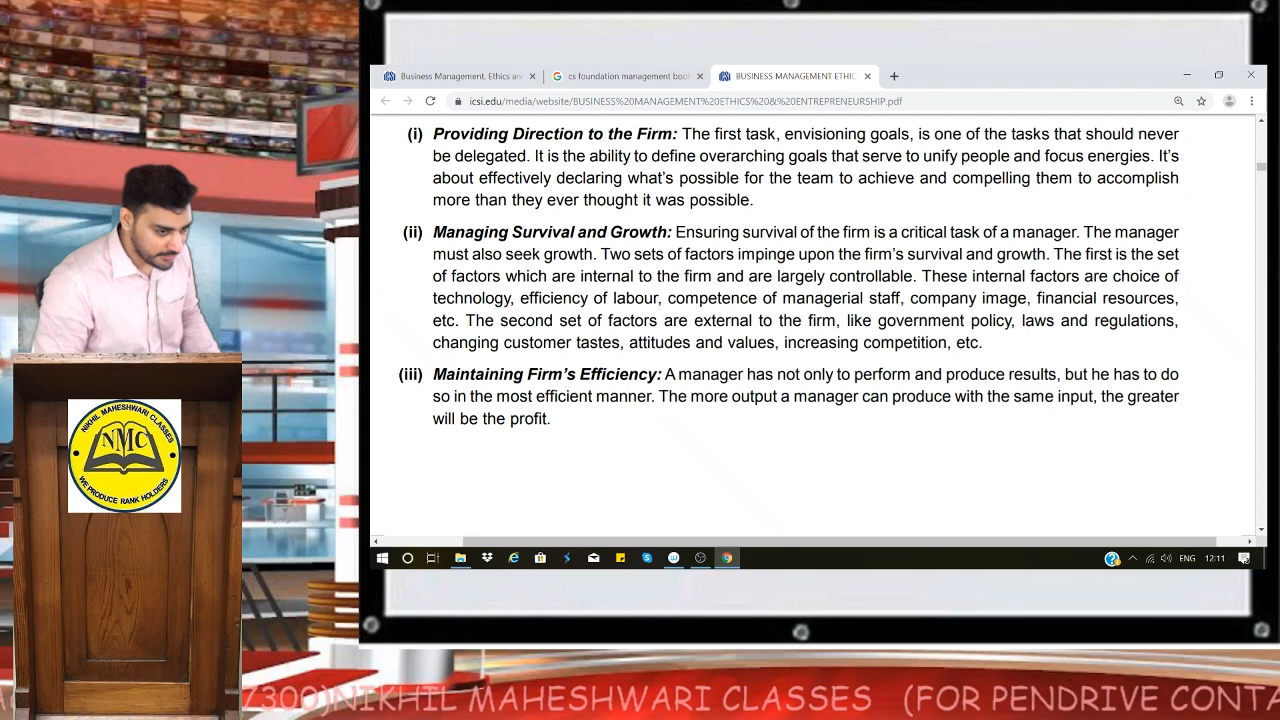 Business Management, Ethics an
cs foundation management boo
BUSINESS MANAGEMENT ETHIC
icsi.edu/media/website/BUSINESS%20MANAGEMENT%20ETHICS%20&%20ENTREPRENEURSHIP.pdf
(i) Providing Direction to the Firm: The first task, envisioning goals, is one of the tasks that should never
be delegated. It is the ability to define overarching goals that serve to unify people and focus energies. It’s
about effectively declaring what’s possible for the team to achieve and compelling them to accomplish
more than they ever thought it was possible.
(ii) Managing Survival and Growth: Ensuring survival of the firm is a critical task of a manager. The manager
must also seek growth. Two sets of factors impinge upon the firm’s survival and growth. The first is the set
of factors which are internal to the firm and are largely controllable. These internal factors are choice of
technology, efficiency of labour, competence of managerial staff, company image, financial resources,
etc. The second set of factors are external to the firm, like government policy, laws and regulations,
changing customer tastes, attitudes and values, increasing competition, etc.
(iii) Maintaining Firm’s Efficiency: A manager has not only to perform and produce results, but he has to do
so in the most efficient manner. The more output a manager can produce with the same input, the greater
will be the profit.
ENG 12:11
NIKHIL MAHESHWARI CLASSES
NMC
WE PRODUCE RANK HOLDERS
7300)NIKHIL MAHESHWARI CLASSES (FOR PENDRIVE CONTA